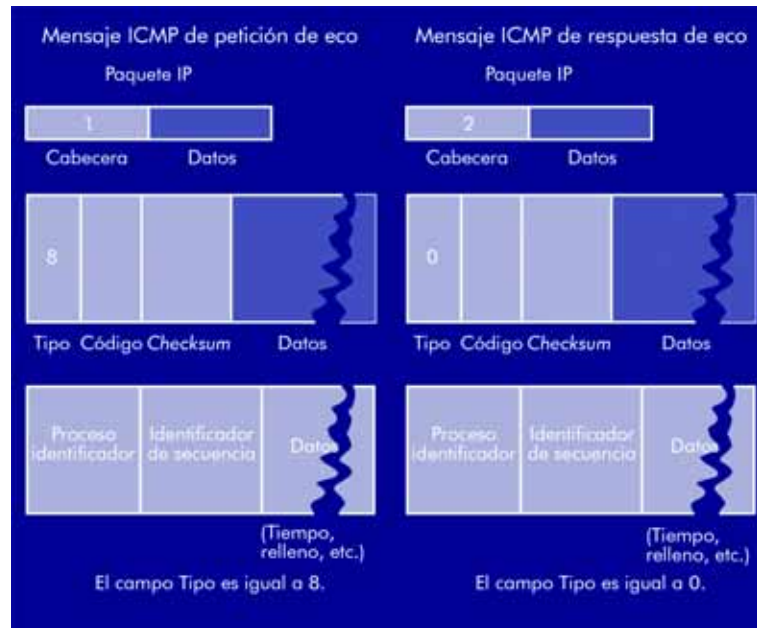 Mensaje ICMP de petición de eco
Paquete IP
1
Cabecera Datos
8
Tipo Código Checksum Datos
Proceso
identificador
Identificador
de secuencia
Datos
(Tiempo,
relleno, etc.)
El campo Tipo es igual a 8.
Mensaje ICMP de respuesta de eco
Paquete IP
2
Cabecera Datos
0
Tipo Código Checksum Datos
Proceso
identificador
Identificador
de secuencia
Datos
(Tiempo,
relleno, etc.)
El campo Tipo es igual a 0.